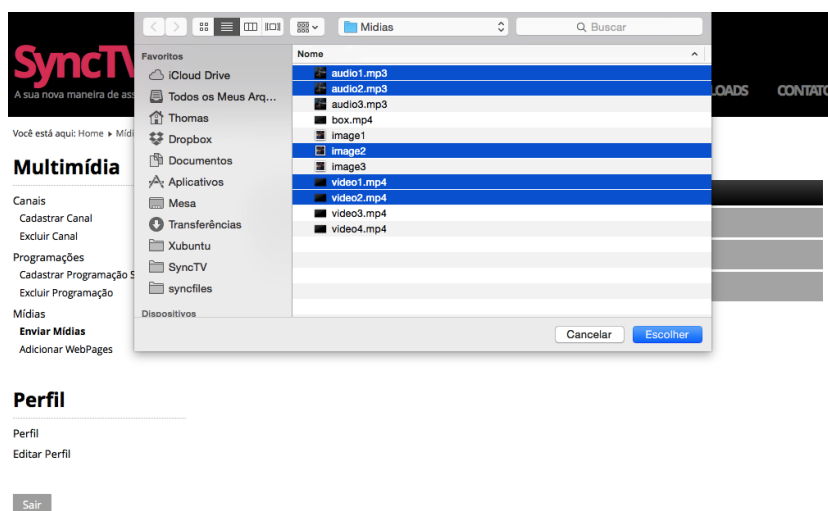 Midias
Buscar
SyncTV
A sua nova maneira de ass
LOADS
CONTATO
Você está aqui: Home ▸ Mídi
Multimídia
Canais
Cadastrar Canal
Excluir Canal
Programações
Cadastrar Programação S
Excluir Programação
Mídias
Enviar Mídias
Adicionar WebPages
Perfil
Perfil
Editar Perfil
Sair
Favoritos
iCloud Drive
Todos os Meus Arq...
Thomas
Dropbox
Documentos
Aplicativos
Mesa
Transferências
Xubuntu
SyncTV
syncfiles
Dispositivos
Nome
audio1.mp3
audio2.mp3
audio3.mp3
box.mp4
image1
image2
image3
video1.mp4
video2.mp4
video3.mp4
video4.mp4
Cancelar
Escolher